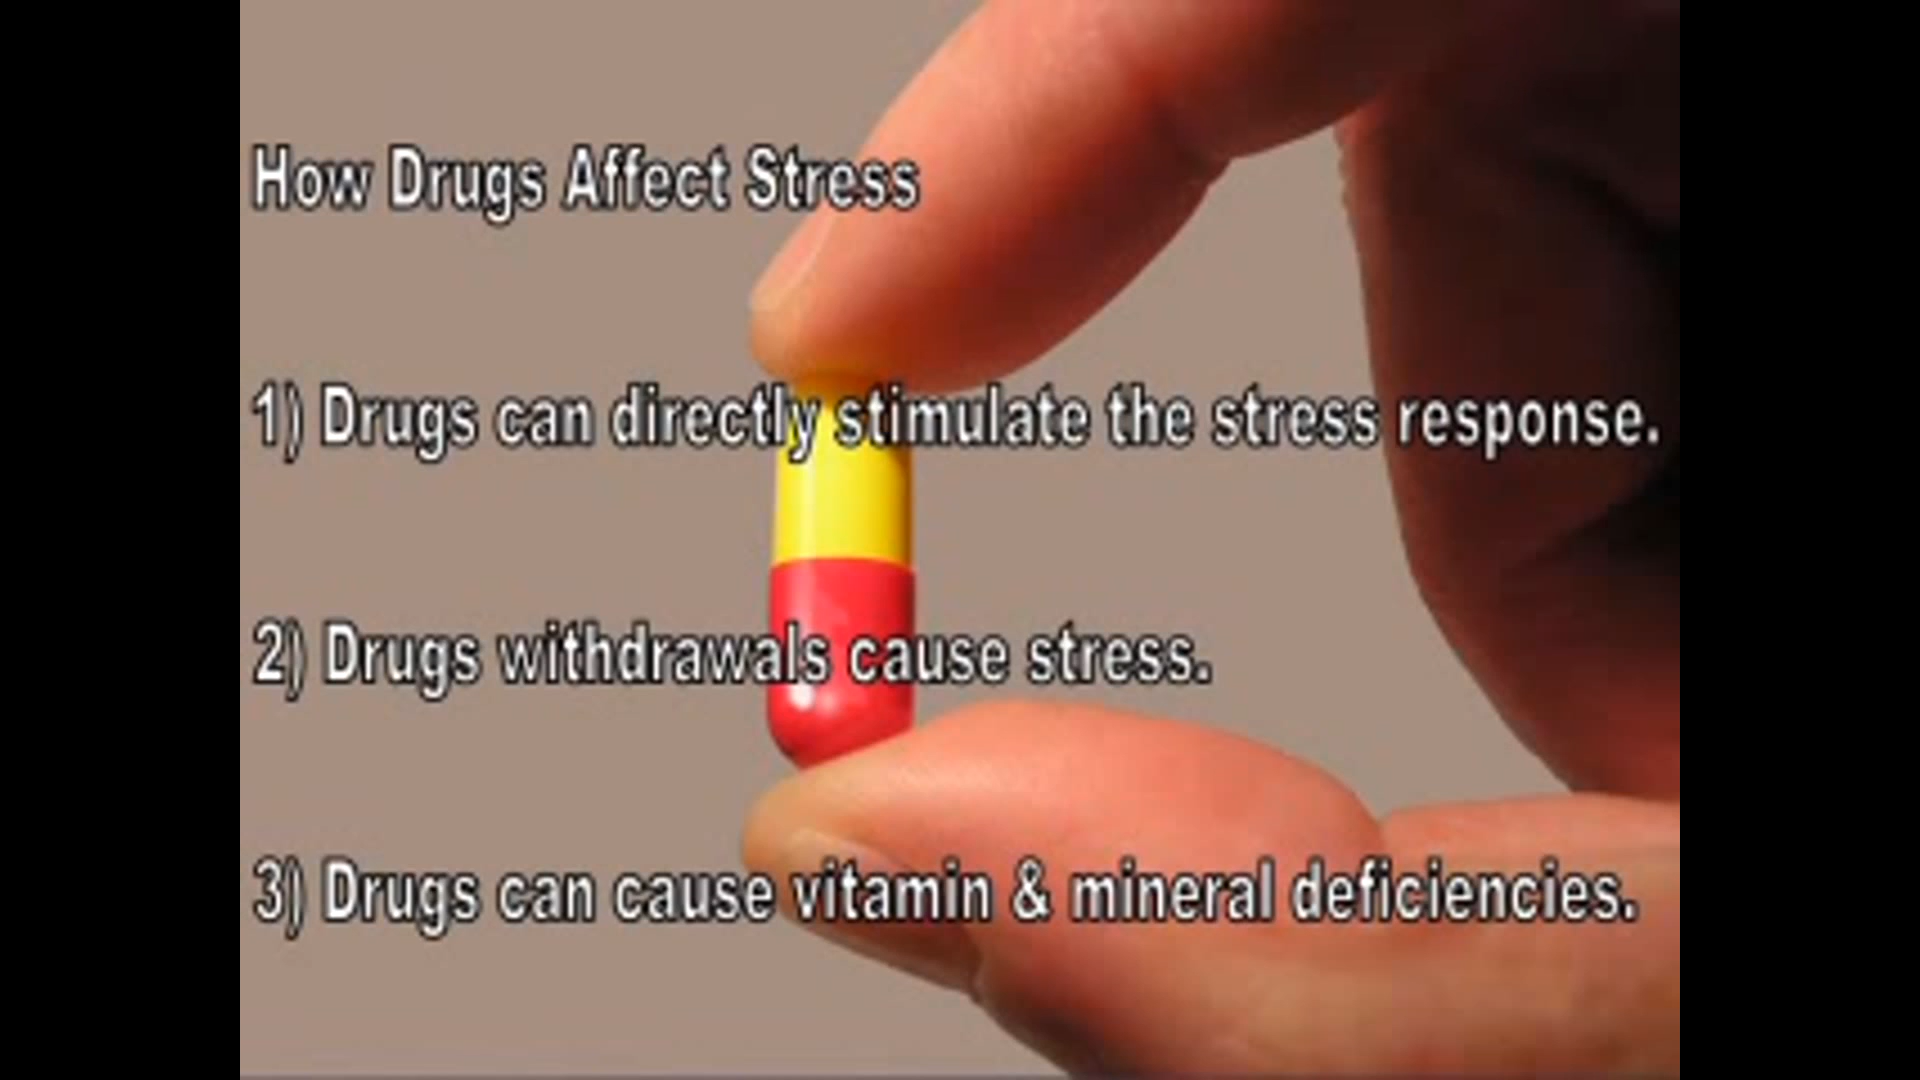 How Drugs Affect Stress
1) Drugs can directly stimulate the stress response.
2) Drugs withdrawals cause stress.
3) Drugs can cause vitamin & mineral deficiencies.